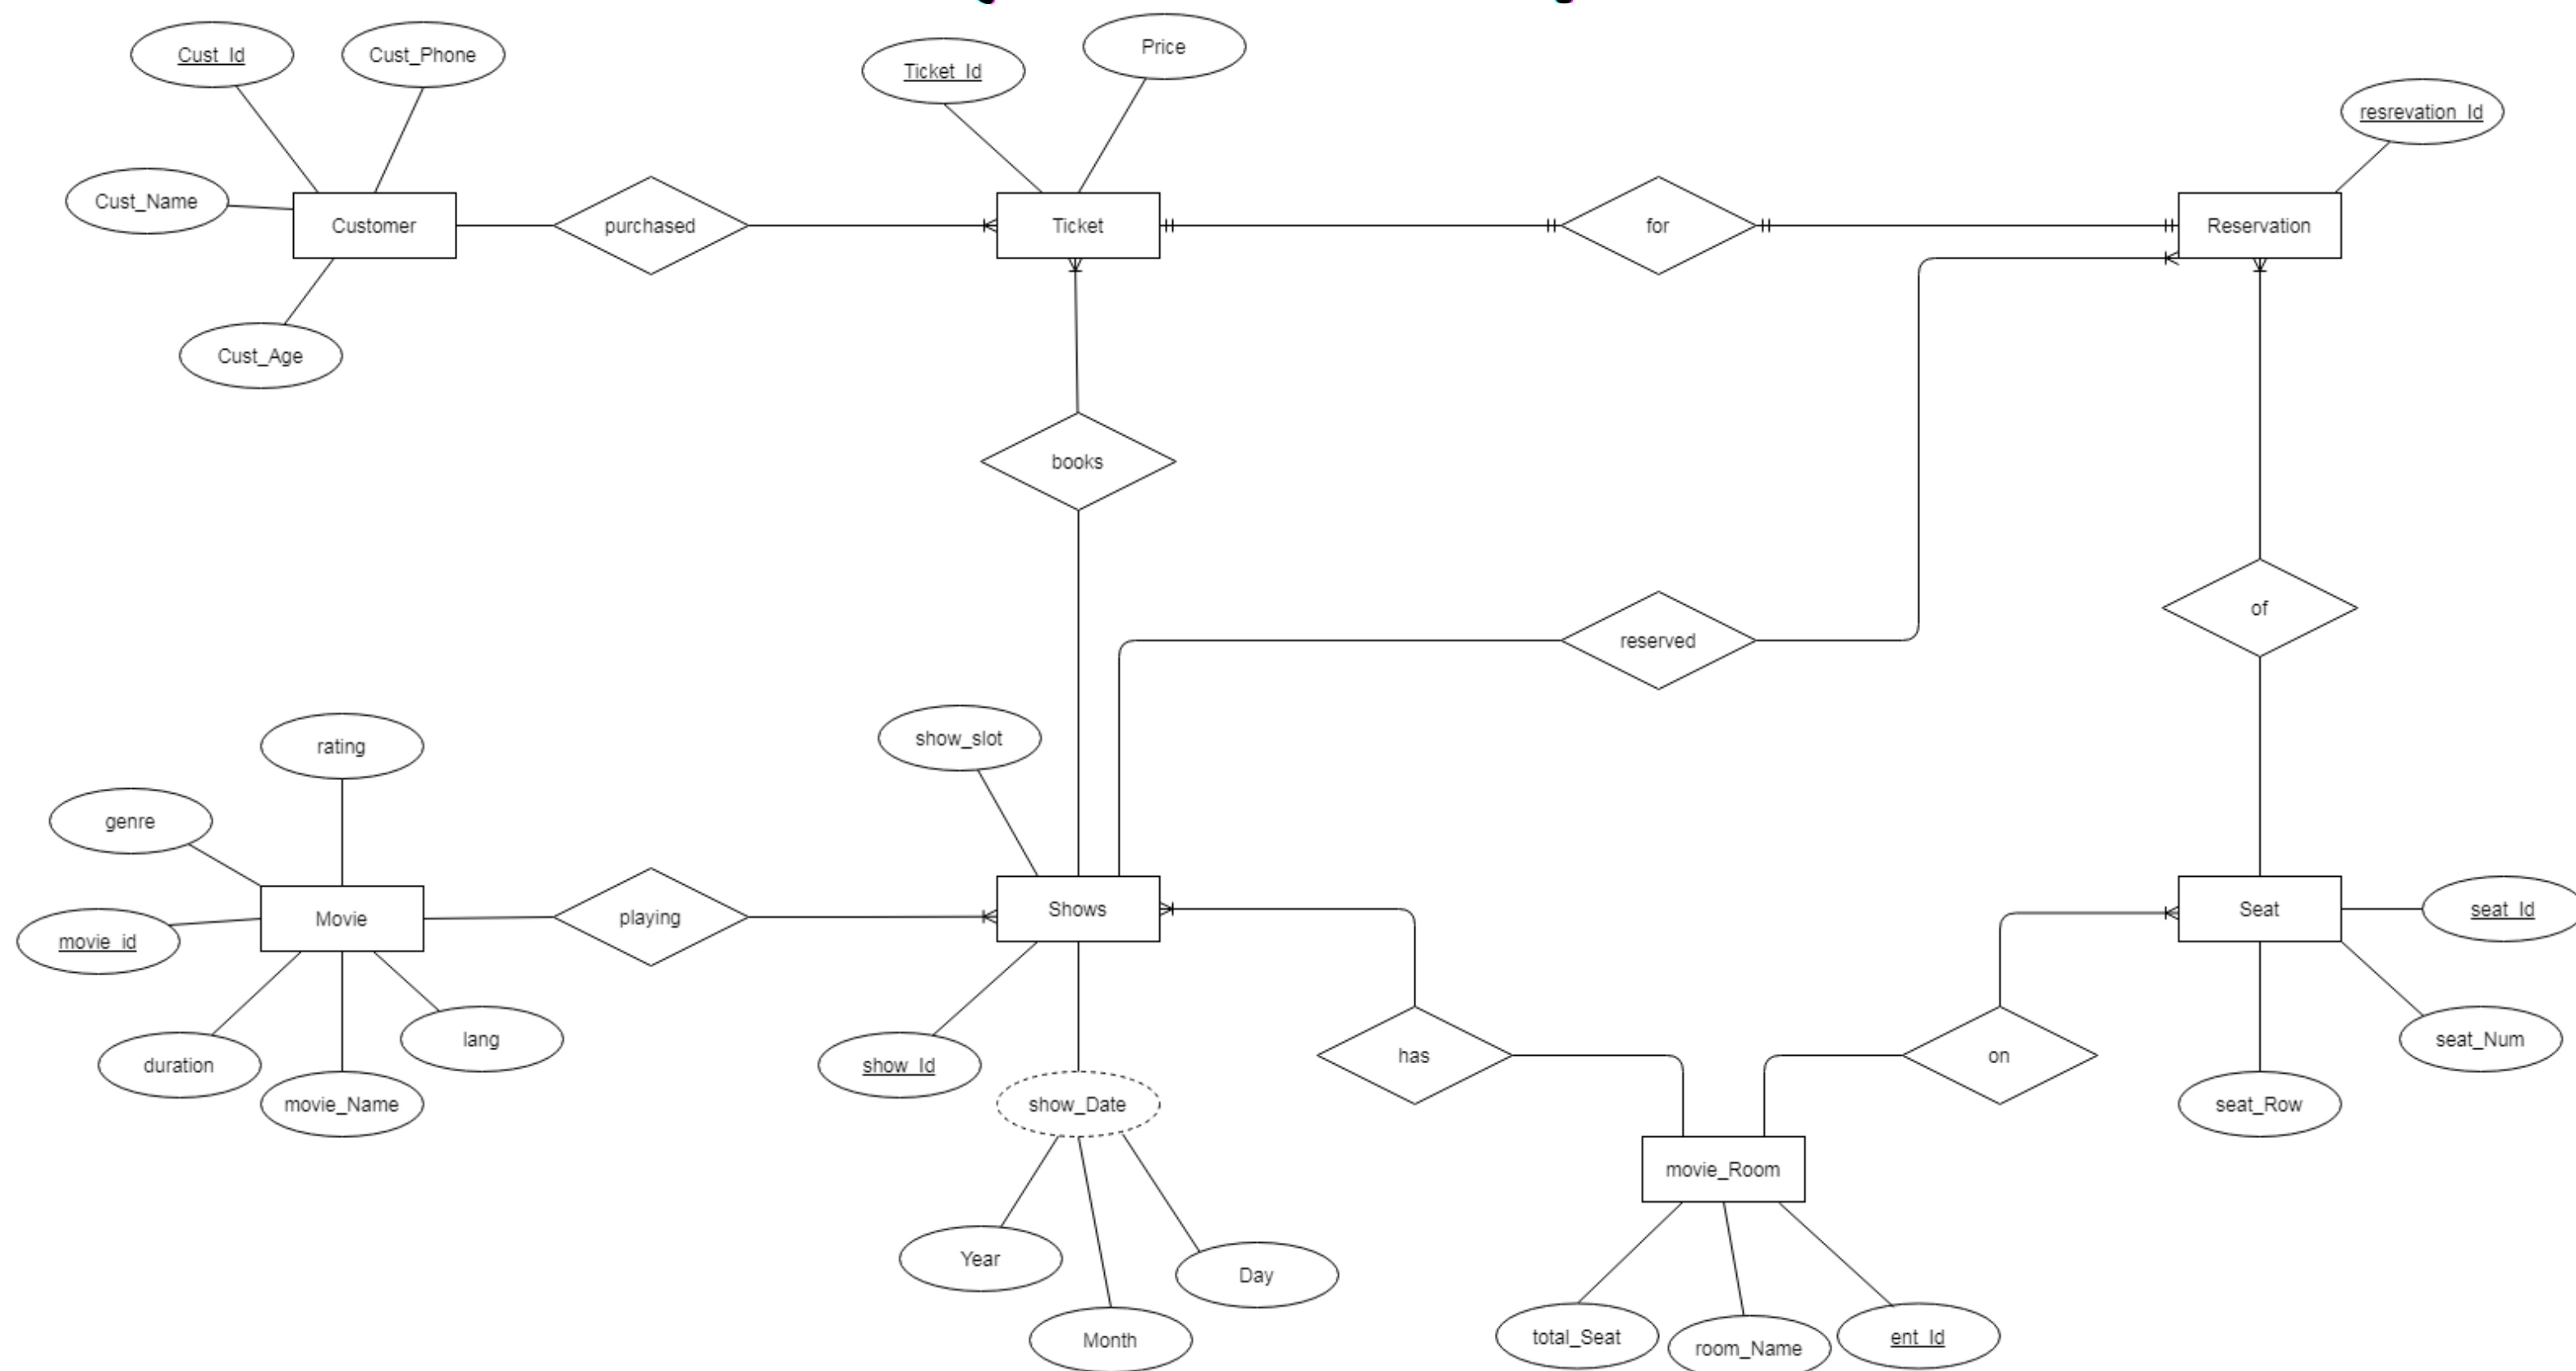 Cust_Id
Cust_Phone
Ticket_Id
Price
resrevation_Id
Cust_Name
Customer
purchased
Ticket
for
Reservation
Cust_Age
books
of
reserved
show_slot
rating
genre
Movie
playing
Shows
Seat
seat_Id
movie_id
lang
seat_Num
duration
show_Id
has
on
movie_Name
show_Date
seat_Row
movie_Room
Year
Day
Month
total_Seat
room_Name
ent_Id